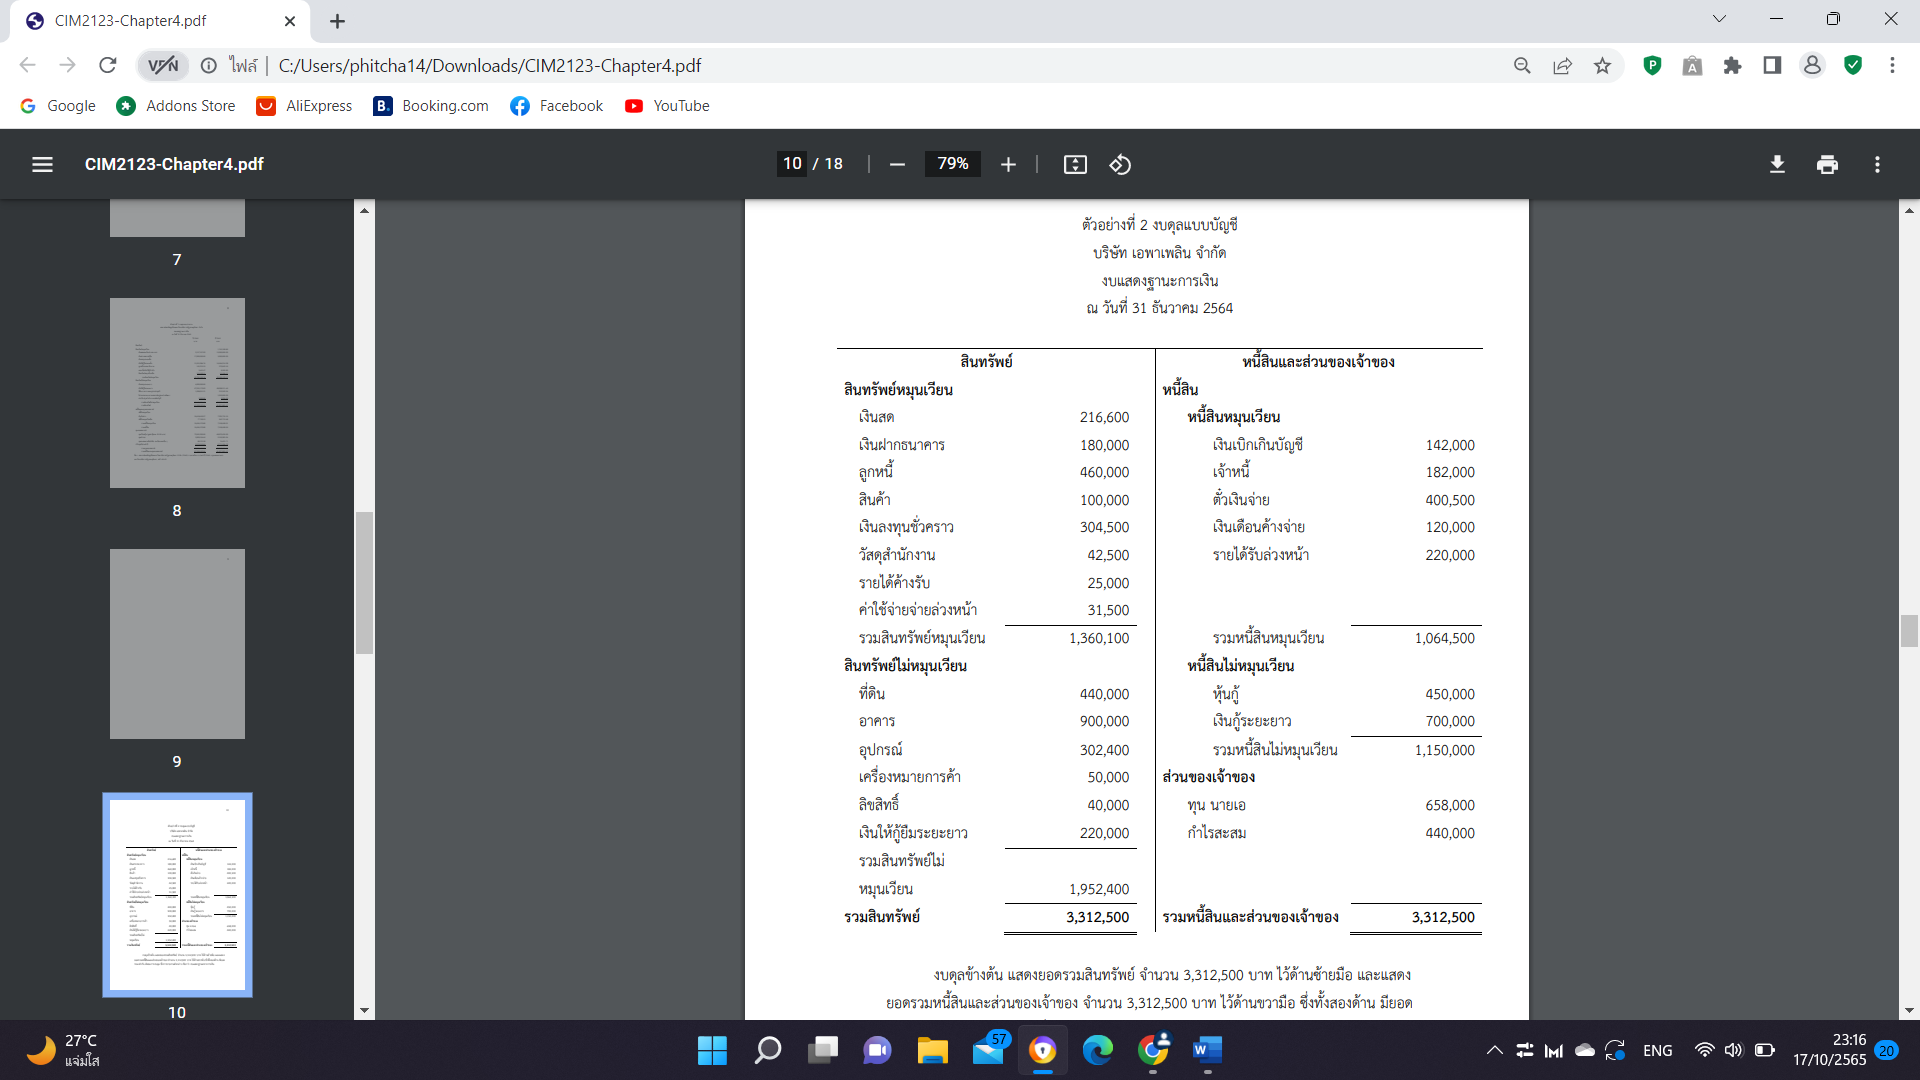 CIM2123-Chapter4.pdf
VPN ไฟล์ | C:/Users/phitcha14/Downloads/CIM2123-Chapter4.pdf
Google Addons Store AliExpress Booking.com Facebook YouTube
CIM2123-Chapter4.pdf 10 / 18 79%
7
8
9
10
ตัวอย่างที่ 2 งบดุลแบบบัญชี
บริษัท เอพาเพลิน จำกัด
งบแสดงฐานะการเงิน
ณ วันที่ 31 ธันวาคม 2564
สินทรัพย์ หนี้สินและส่วนของเจ้าของ
สินทรัพย์หมุนเวียน หนี้สิน
เงินสด 216,600 หนี้สินหมุนเวียน
เงินฝากธนาคาร 180,000 เงินเบิกเกินบัญชี 142,000
ลูกหนี้ 460,000 เจ้าหนี้ 182,000
สินค้า 100,000 ตั๋วเงินจ่าย 400,500
เงินลงทุนชั่วคราว 304,500 เงินเดือนค้างจ่าย 120,000
วัสดุสำนักงาน 42,500 รายได้รับล่วงหน้า 220,000
รายได้ค้างรับ 25,000
ค่าใช้จ่ายจ่ายล่วงหน้า 31,500
รวมสินทรัพย์หมุนเวียน 1,360,100 รวมหนี้สินหมุนเวียน 1,064,500
สินทรัพย์ไม่หมุนเวียน หนี้สินไม่หมุนเวียน
ที่ดิน 440,000 หุ้นกู้ 450,000
อาคาร 900,000 เงินกู้ระยะยาว 700,000
อุปกรณ์ 302,400 รวมหนี้สินไม่หมุนเวียน 1,150,000
เครื่องหมายการค้า 50,000 ส่วนของเจ้าของ
ลิขสิทธิ์ 40,000 ทุน นายเอ 658,000
เงินให้กู้ยืมระยะยาว 220,000 กำไรสะสม 440,000
รวมสินทรัพย์ไม่
หมุนเวียน 1,952,400
รวมสินทรัพย์ 3,312,500 รวมหนี้สินและส่วนของเจ้าของ 3,312,500
งบดุลข้างต้น แสดงยอดรวมสินทรัพย์ จำนวน 3,312,500 บาท ไว้ด้านซ้ายมือ และแสดง
ยอดรวมหนี้สินและส่วนของเจ้าของ จำนวน 3,312,500 บาท ไว้ด้านขวามือ ซึ่งทั้งสองด้าน มียอด
27°C
แจ่มใส
57
ENG
23:16
17/10/2565
20